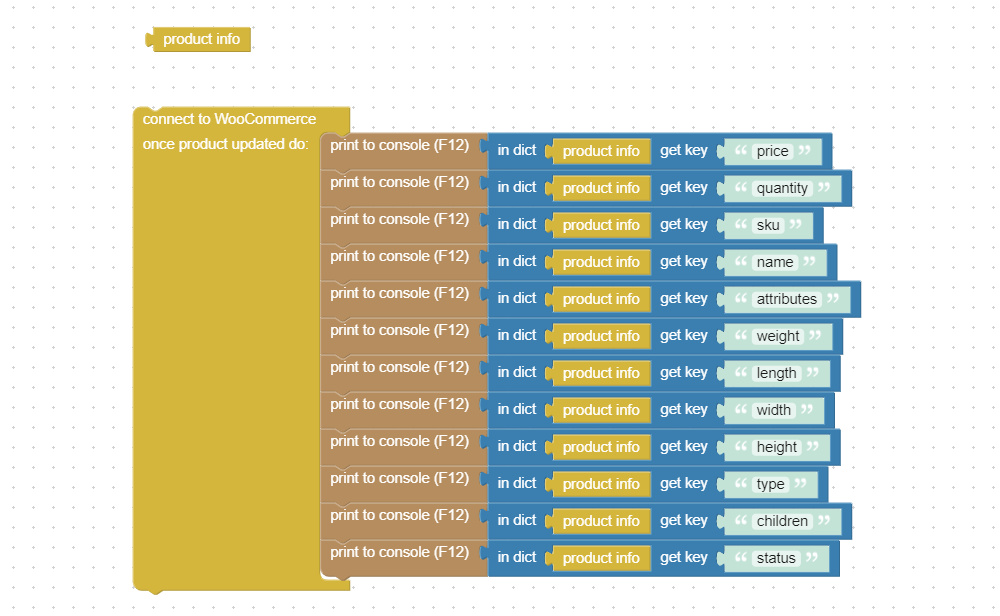 product info
connect to WooCommerce
once product updated do:
print to console (F12) in dict product info get key “ price ”
print to console (F12) in dict product info get key “ quantity ”
print to console (F12) in dict product info get key “ sku ”
print to console (F12) in dict product info get key “ name ”
print to console (F12) in dict product info get key “ attributes ”
print to console (F12) in dict product info get key “ weight ”
print to console (F12) in dict product info get key “ length ”
print to console (F12) in dict product info get key “ width ”
print to console (F12) in dict product info get key “ height ”
print to console (F12) in dict product info get key “ type ”
print to console (F12) in dict product info get key “ children ”
print to console (F12) in dict product info get key “ status ”